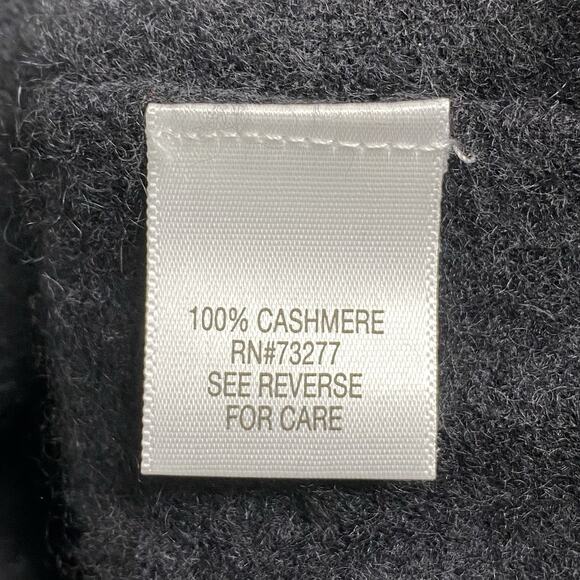 100% CASHMERE
RN#73277
SEE REVERSE
FOR CARE